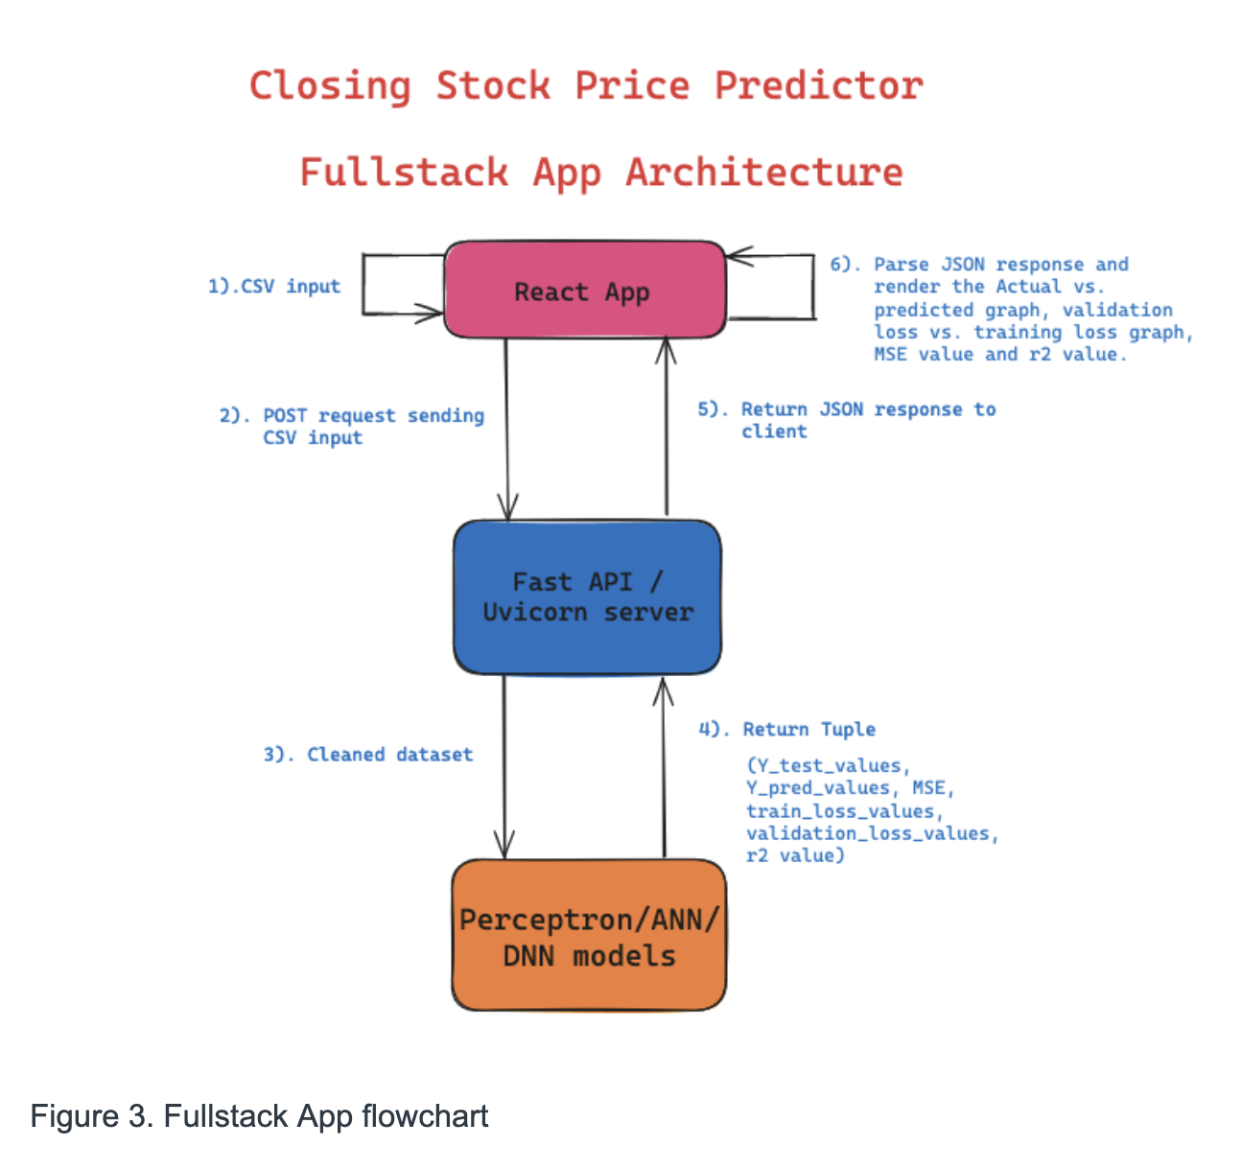 Closing Stock Price Predictor
Fullstack App Architecture
1).CSV input
React App
6). Parse JSON response and
render the Actual vs.
predicted graph, validation
loss vs. training loss graph,
MSE value and r2 value.
2). POST request sending
CSV input
5). Return JSON response to
client
Fast API /
Uvicorn server
3). Cleaned dataset
4). Return Tuple
(Y_test_values,
Y_pred_values, MSE,
train_loss_values,
validation_loss_values,
r2 value)
Perceptron/ANN/
DNN models
Figure 3. Fullstack App flowchart